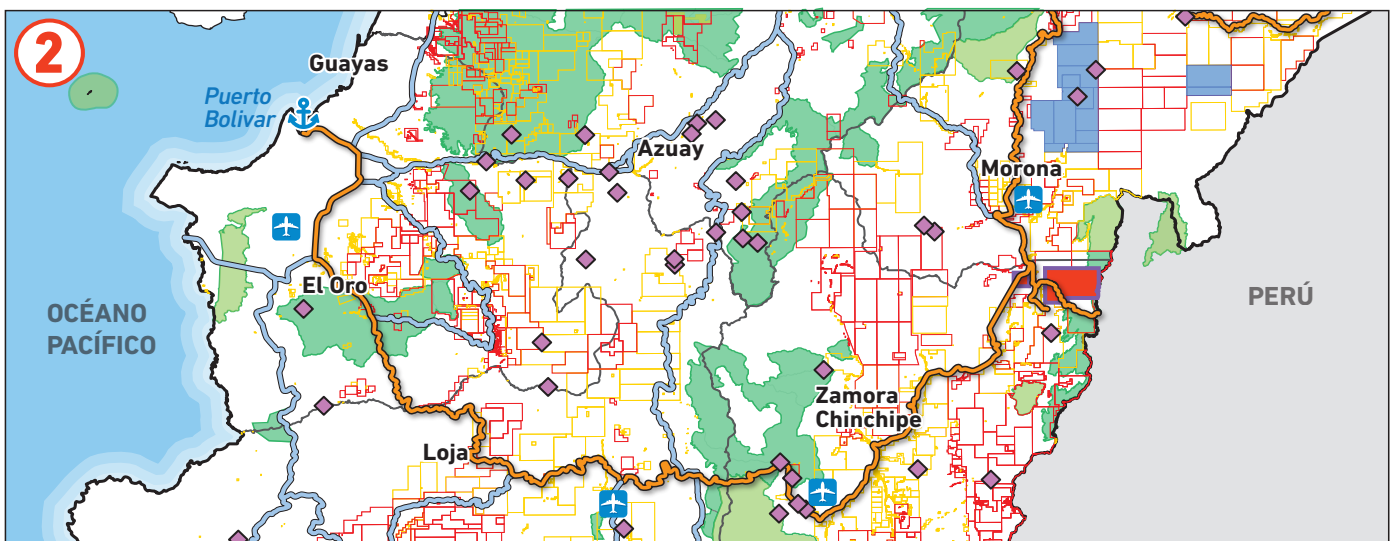 2
Guayas
Puerto
Bolivar
Azuay
Morona
El Oro
OCÉANO
PACÍFICO
PERÚ
Zamora
Chinchipe
Loja